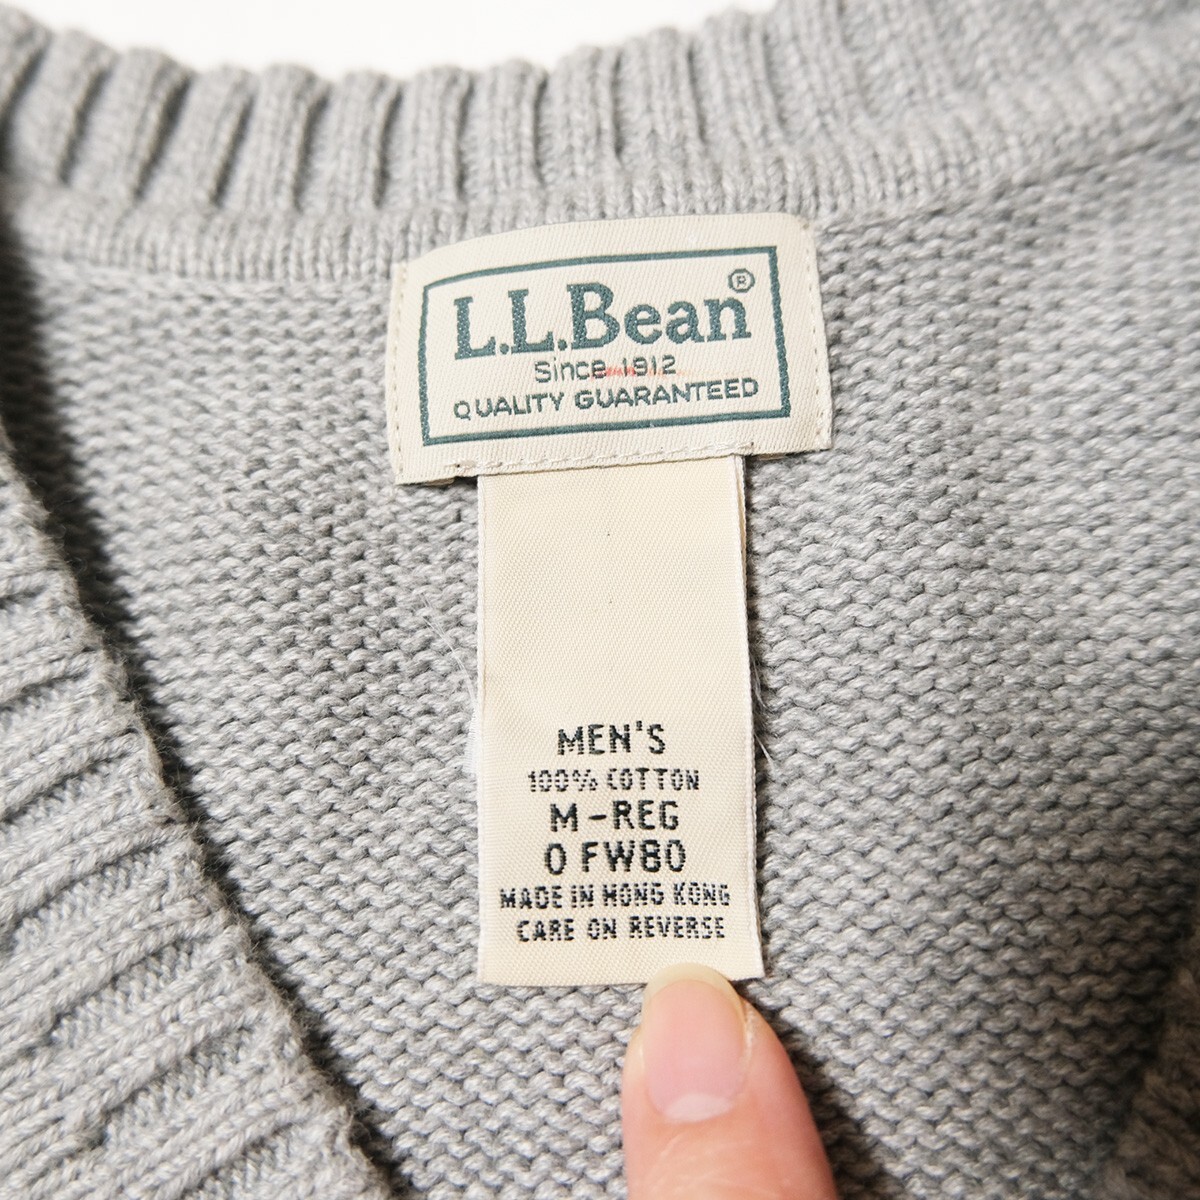 L.L.Bean®
Since 1912
QUALITY GUARANTEED
MEN'S
100% COTTON
M-REG
0 FW80
MADE IN HONG KONG
CARE ON REVERSE